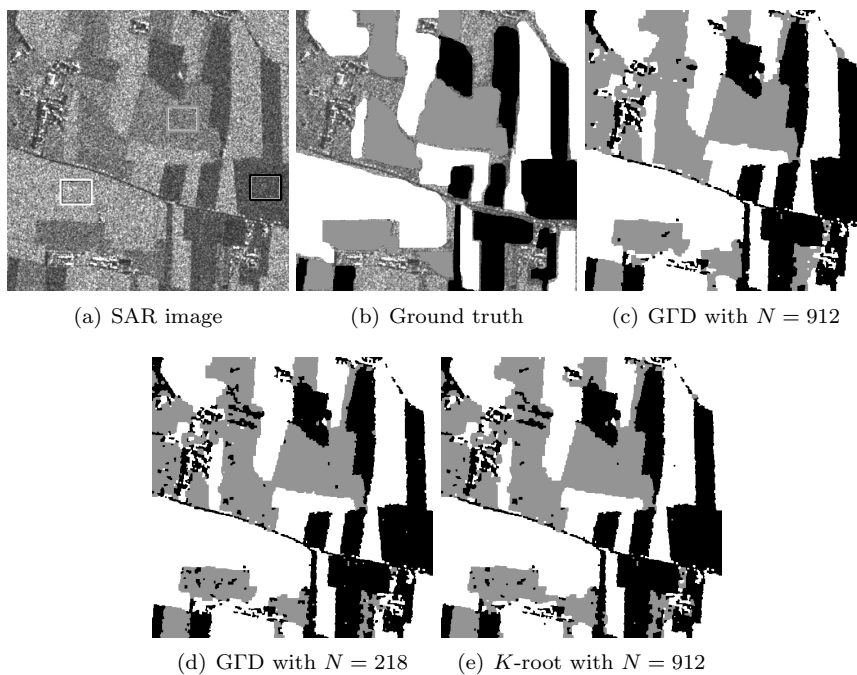 (a) SAR image
(b) Ground truth
(c) GΓD with N = 912
(d) GΓD with N = 218
(e) K-root with N = 912